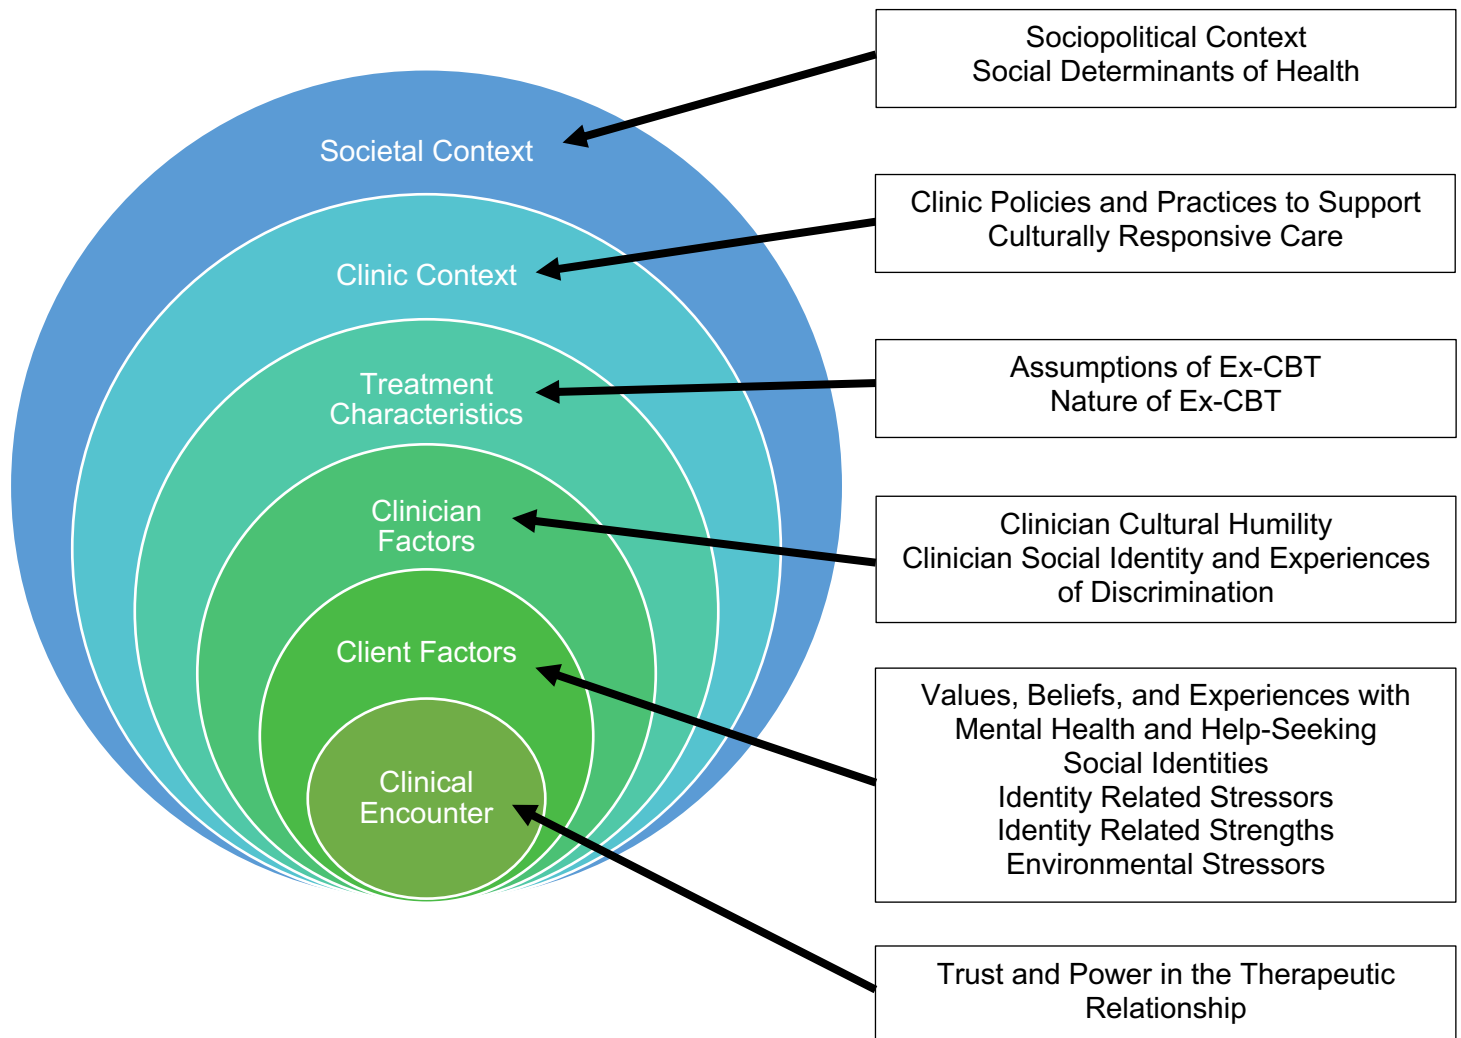 Sociopolitical Context
Social Determinants of Health
Societal Context
Clinic Policies and Practices to Support
Culturally Responsive Care
Clinic Context
Assumptions of Ex-CBT
Nature of Ex-CBT
Treatment
Characteristics
Clinician Cultural Humility
Clinician Social Identity and Experiences
of Discrimination
Clinician
Factors
Values, Beliefs, and Experiences with
Mental Health and Help-Seeking
Social Identities
Identity Related Stressors
Identity Related Strengths
Environmental Stressors
Client Factors
Clinical
Encounter
Trust and Power in the Therapeutic
Relationship